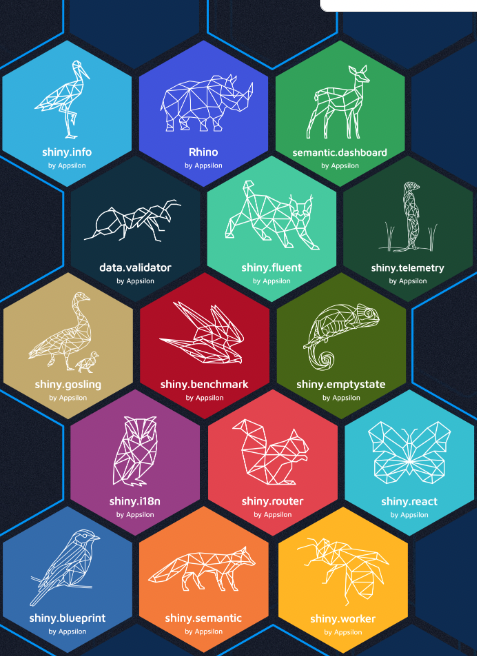 shiny.info
by Appsilon
Rhino
by Appsilon
semantic.dashboard
by Appsilon
data.validator
by Appsilon
shiny.fluent
by Appsilon
shiny.telemetry
by Appsilon
shiny.gosling
by Appsilon
shiny.benchmark
by Appsilon
shiny.emptystate
by Appsilon
shiny.i18n
by Appsilon
shiny.router
by Appsilon
shiny.react
by Appsilon
shiny.blueprint
by Appsilon
shiny.semantic
by Appsilon
shiny.worker
by Appsilon